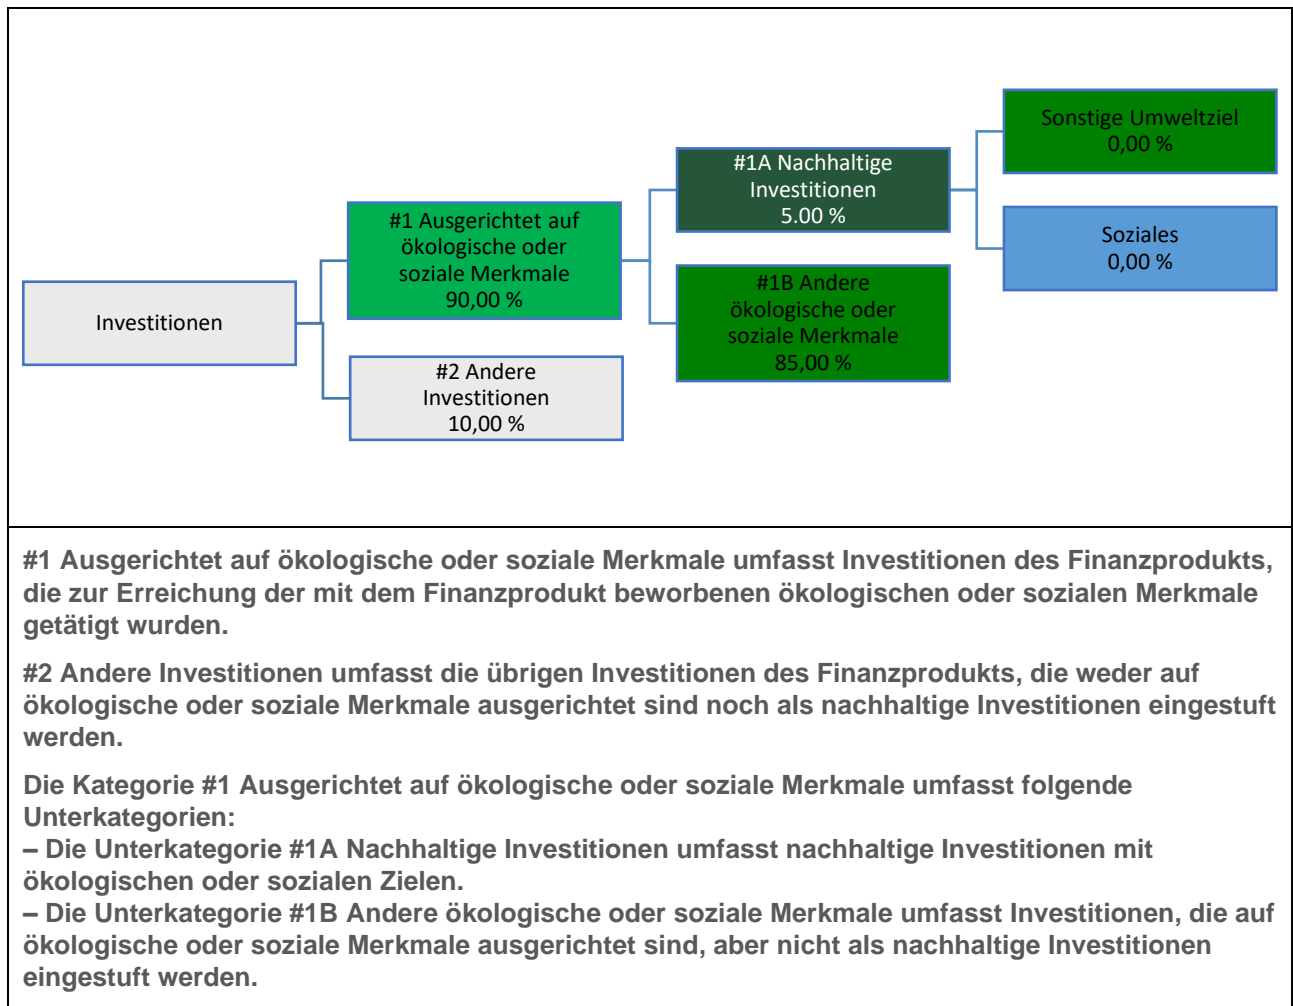 Investitionen
#1 Ausgerichtet auf
ökologische oder
soziale Merkmale
90,00 %
#2 Andere
Investitionen
10,00 %
#1A Nachhaltige
Investitionen
5.00 %
#1B Andere
ökologische oder
soziale Merkmale
85,00 %
Sonstige Umweltziel
0,00 %
Soziales
0,00 %
#1 Ausgerichtet auf ökologische oder soziale Merkmale umfasst Investitionen des Finanzprodukts,
die zur Erreichung der mit dem Finanzprodukt beworbenen ökologischen oder sozialen Merkmale
getätigt wurden.
#2 Andere Investitionen umfasst die übrigen Investitionen des Finanzprodukts, die weder auf
ökologische oder soziale Merkmale ausgerichtet sind noch als nachhaltige Investitionen eingestuft
werden.
Die Kategorie #1 Ausgerichtet auf ökologische oder soziale Merkmale umfasst folgende
Unterkategorien:
– Die Unterkategorie #1A Nachhaltige Investitionen umfasst nachhaltige Investitionen mit
ökologischen oder sozialen Zielen.
– Die Unterkategorie #1B Andere ökologische oder soziale Merkmale umfasst Investitionen, die auf
ökologische oder soziale Merkmale ausgerichtet sind, aber nicht als nachhaltige Investitionen
eingestuft werden.